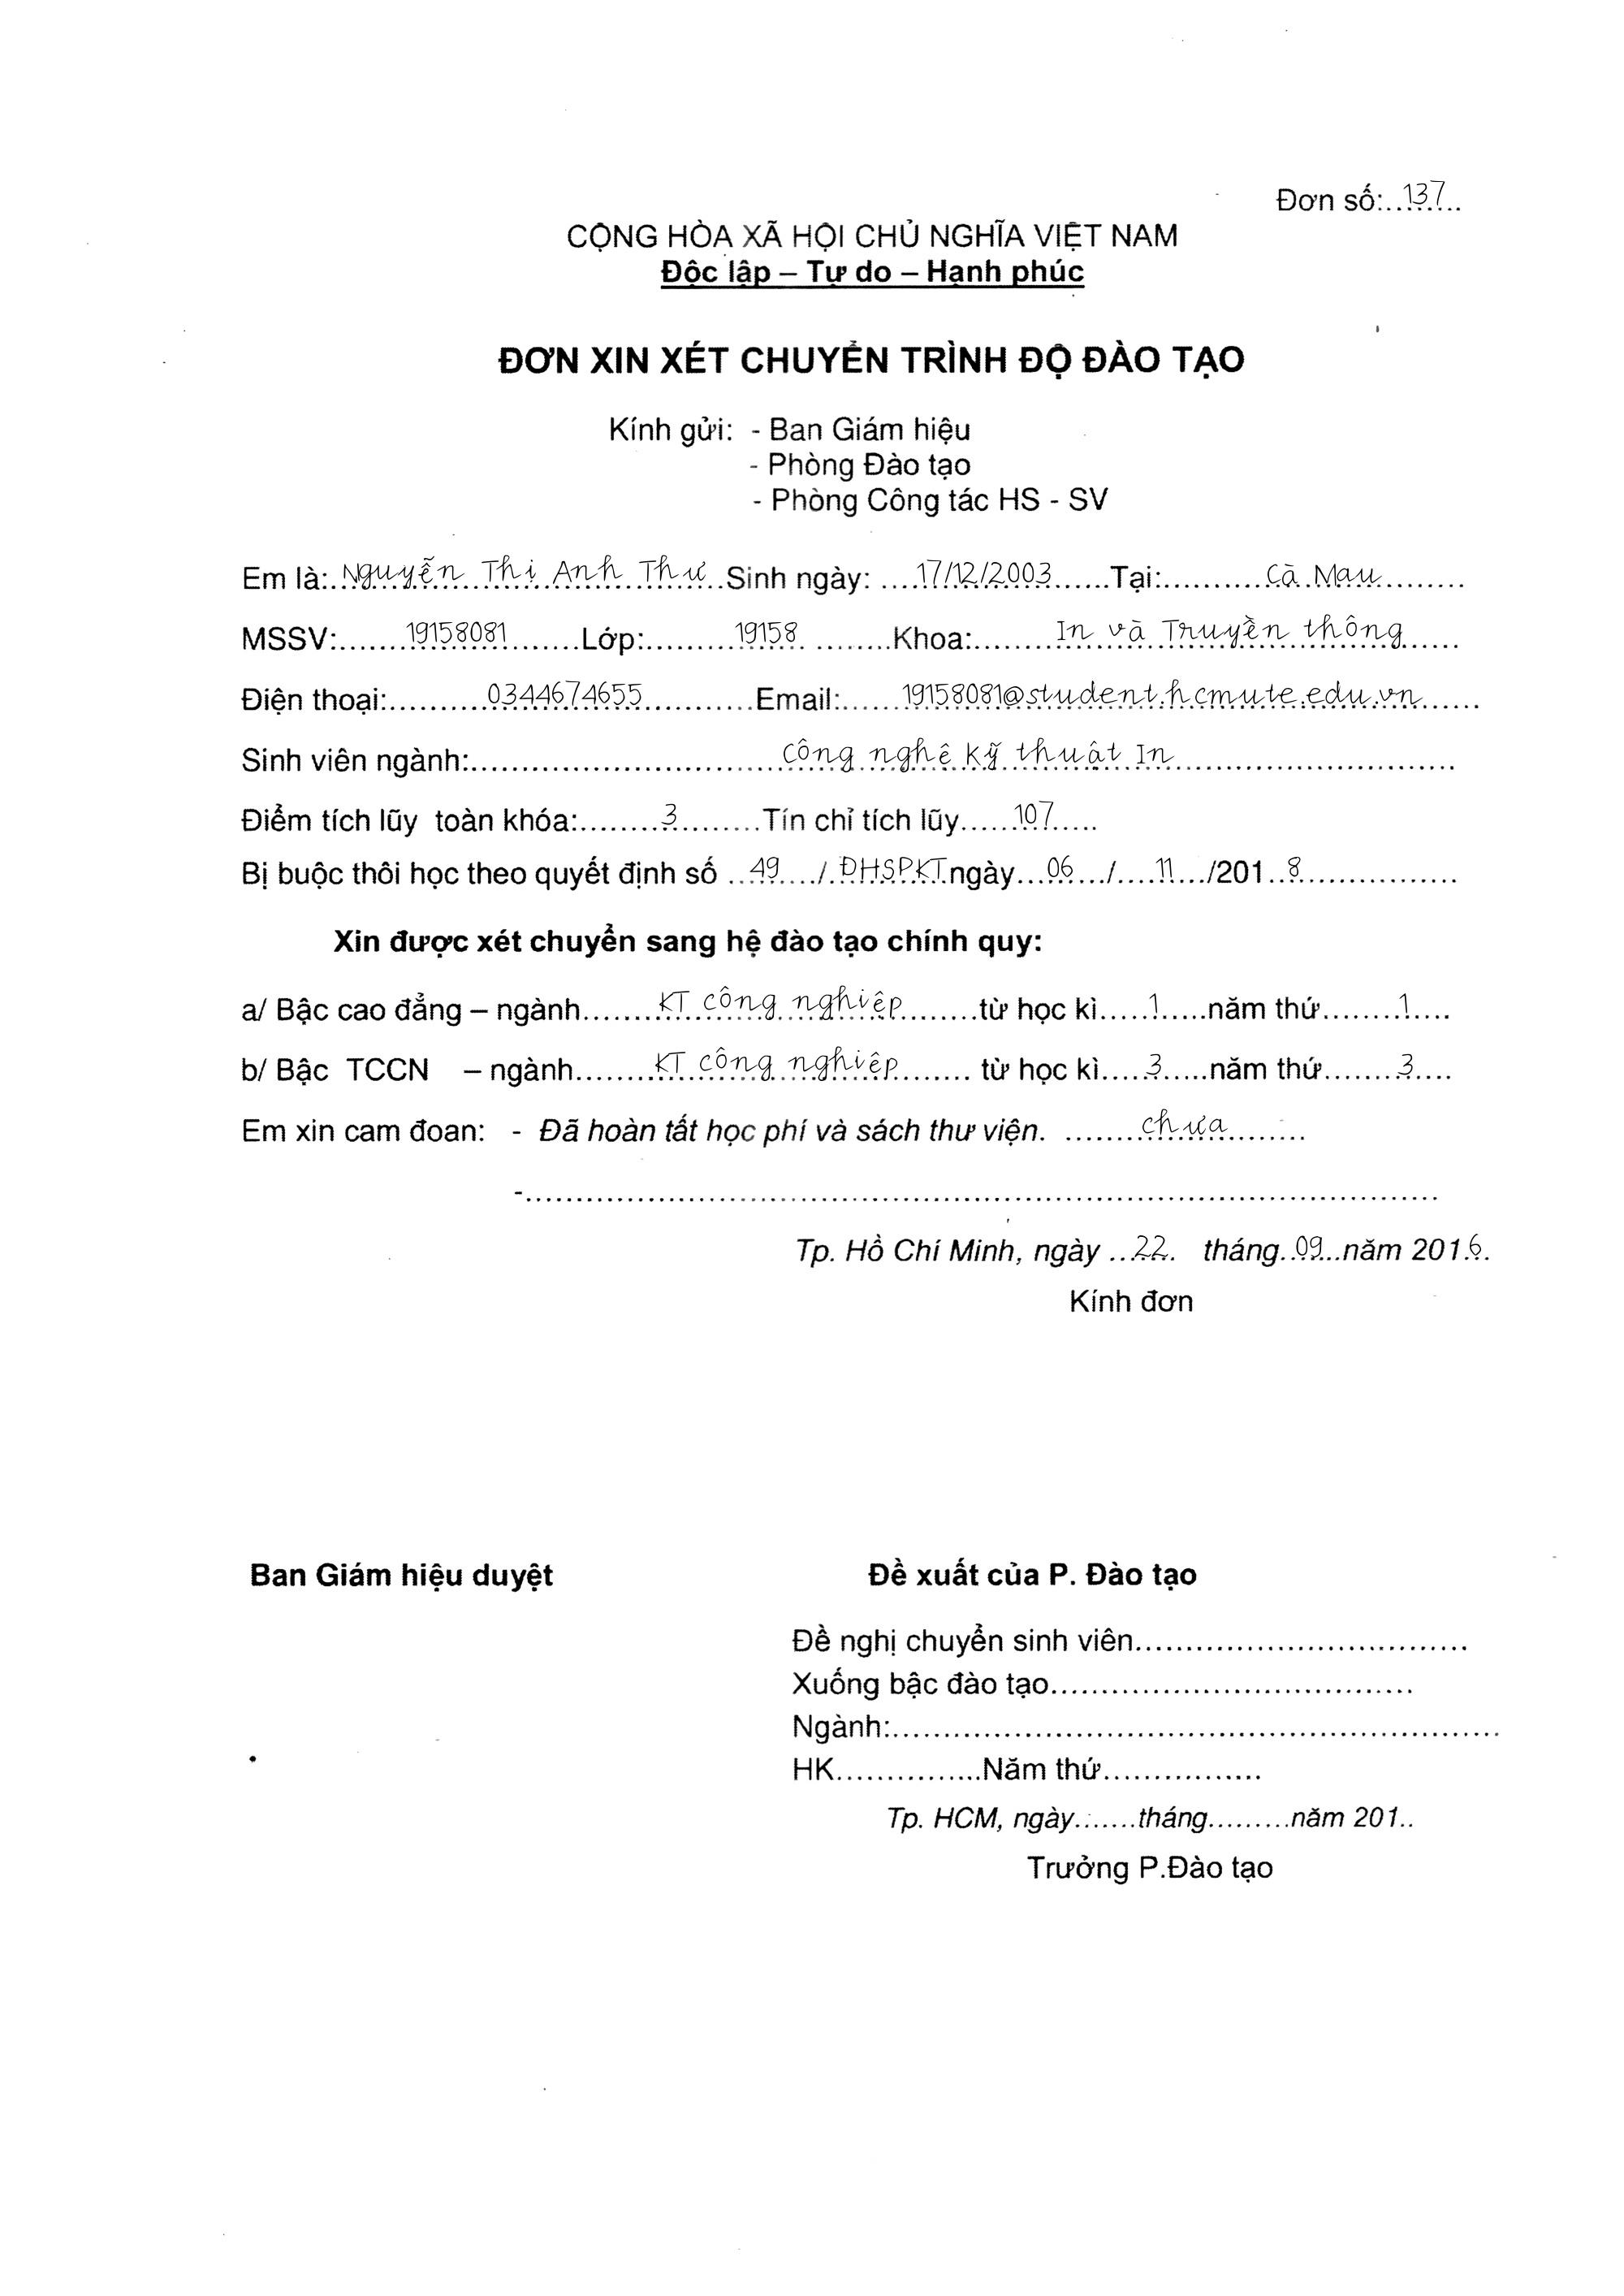 Đơn số:..137..
CỘNG HÒA XÃ HỘI CHỦ NGHĨA VIỆT NAM
Độc lập – Tự do – Hạnh phúc
ĐƠN XIN XÉT CHUYỂN TRÌNH ĐỘ ĐÀO TẠO
Kính gửi: - Ban Giám hiệu
- Phòng Đào tạo
- Phòng Công tác HS - SV
Em là: Nguyễn Thị Anh Thư Sinh ngày: 17/12/2003 Tại: Cà Mau
MSSV: 19158081 Lớp: 19158 Khoa: In và Truyền thông
Điện thoại: 0344674655 Email: 19158081@student.hcmute.edu.vn
Sinh viên ngành: Công nghệ Kỹ thuật In
Điểm tích lũy toàn khóa: 3 Tín chỉ tích lũy 107
Bị buộc thôi học theo quyết định số 49 / ĐHSPKT ngày 06 / 11 /2018
Xin được xét chuyển sang hệ đào tạo chính quy:
a/ Bậc cao đẳng – ngành KT công nghiệp từ học kì 1 năm thứ 1
b/ Bậc TCCN – ngành KT công nghiệp từ học kì 3 năm thứ 3
Em xin cam đoan: - Đã hoàn tất học phí và sách thư viện. chưa
-
Tp. Hồ Chí Minh, ngày 22 tháng 09 năm 2016
Kính đơn
Ban Giám hiệu duyệt Đề xuất của P. Đào tạo
Đề nghị chuyển sinh viên
Xuống bậc đào tạo
Ngành:
HK Năm thứ
Tp. HCM, ngày tháng năm 201
Trưởng P.Đào tạo